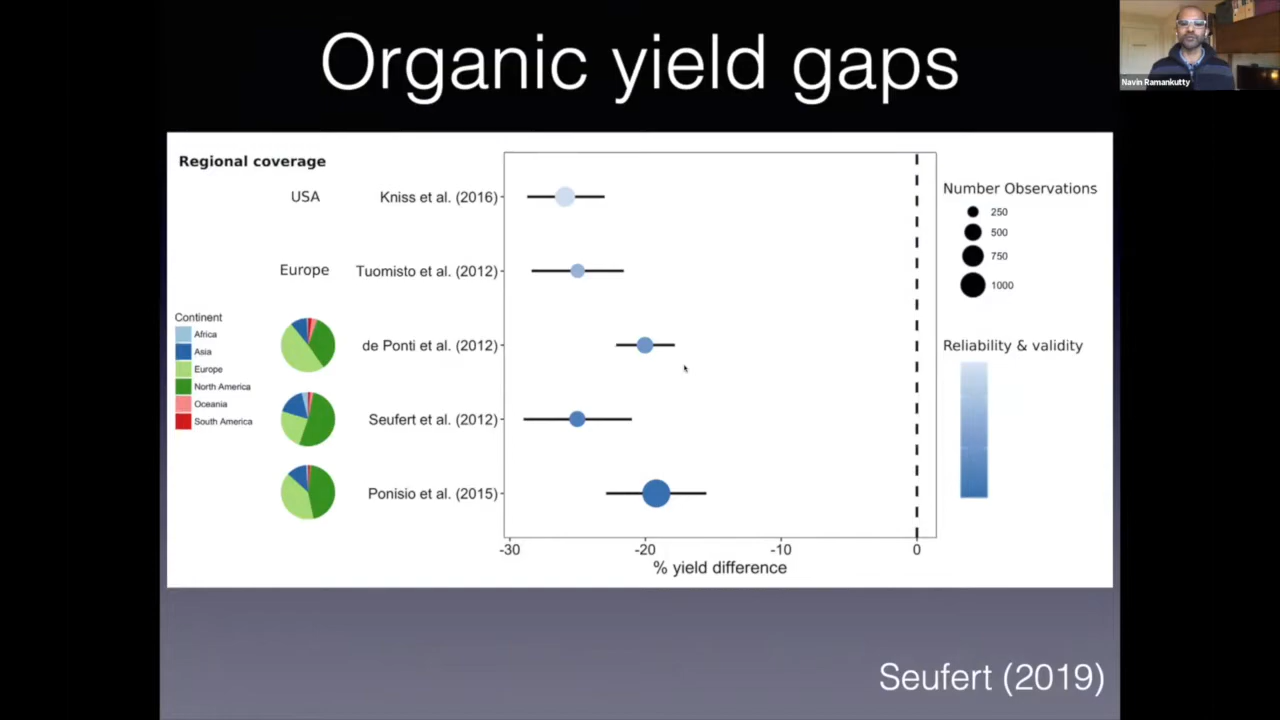 Organic yield gaps
Navin Ramankutty
Regional coverage
USA
Kniss et al. (2016)
Europe
Tuomisto et al. (2012)
Continent
Africa
Asia
Europe
North America
Oceania
South America
de Ponti et al. (2012)
Seufert et al. (2012)
Ponisio et al. (2015)
-30
-20
-10
0
% yield difference
Number Observations
250
500
750
1000
Reliability & validity
Seufert (2019)